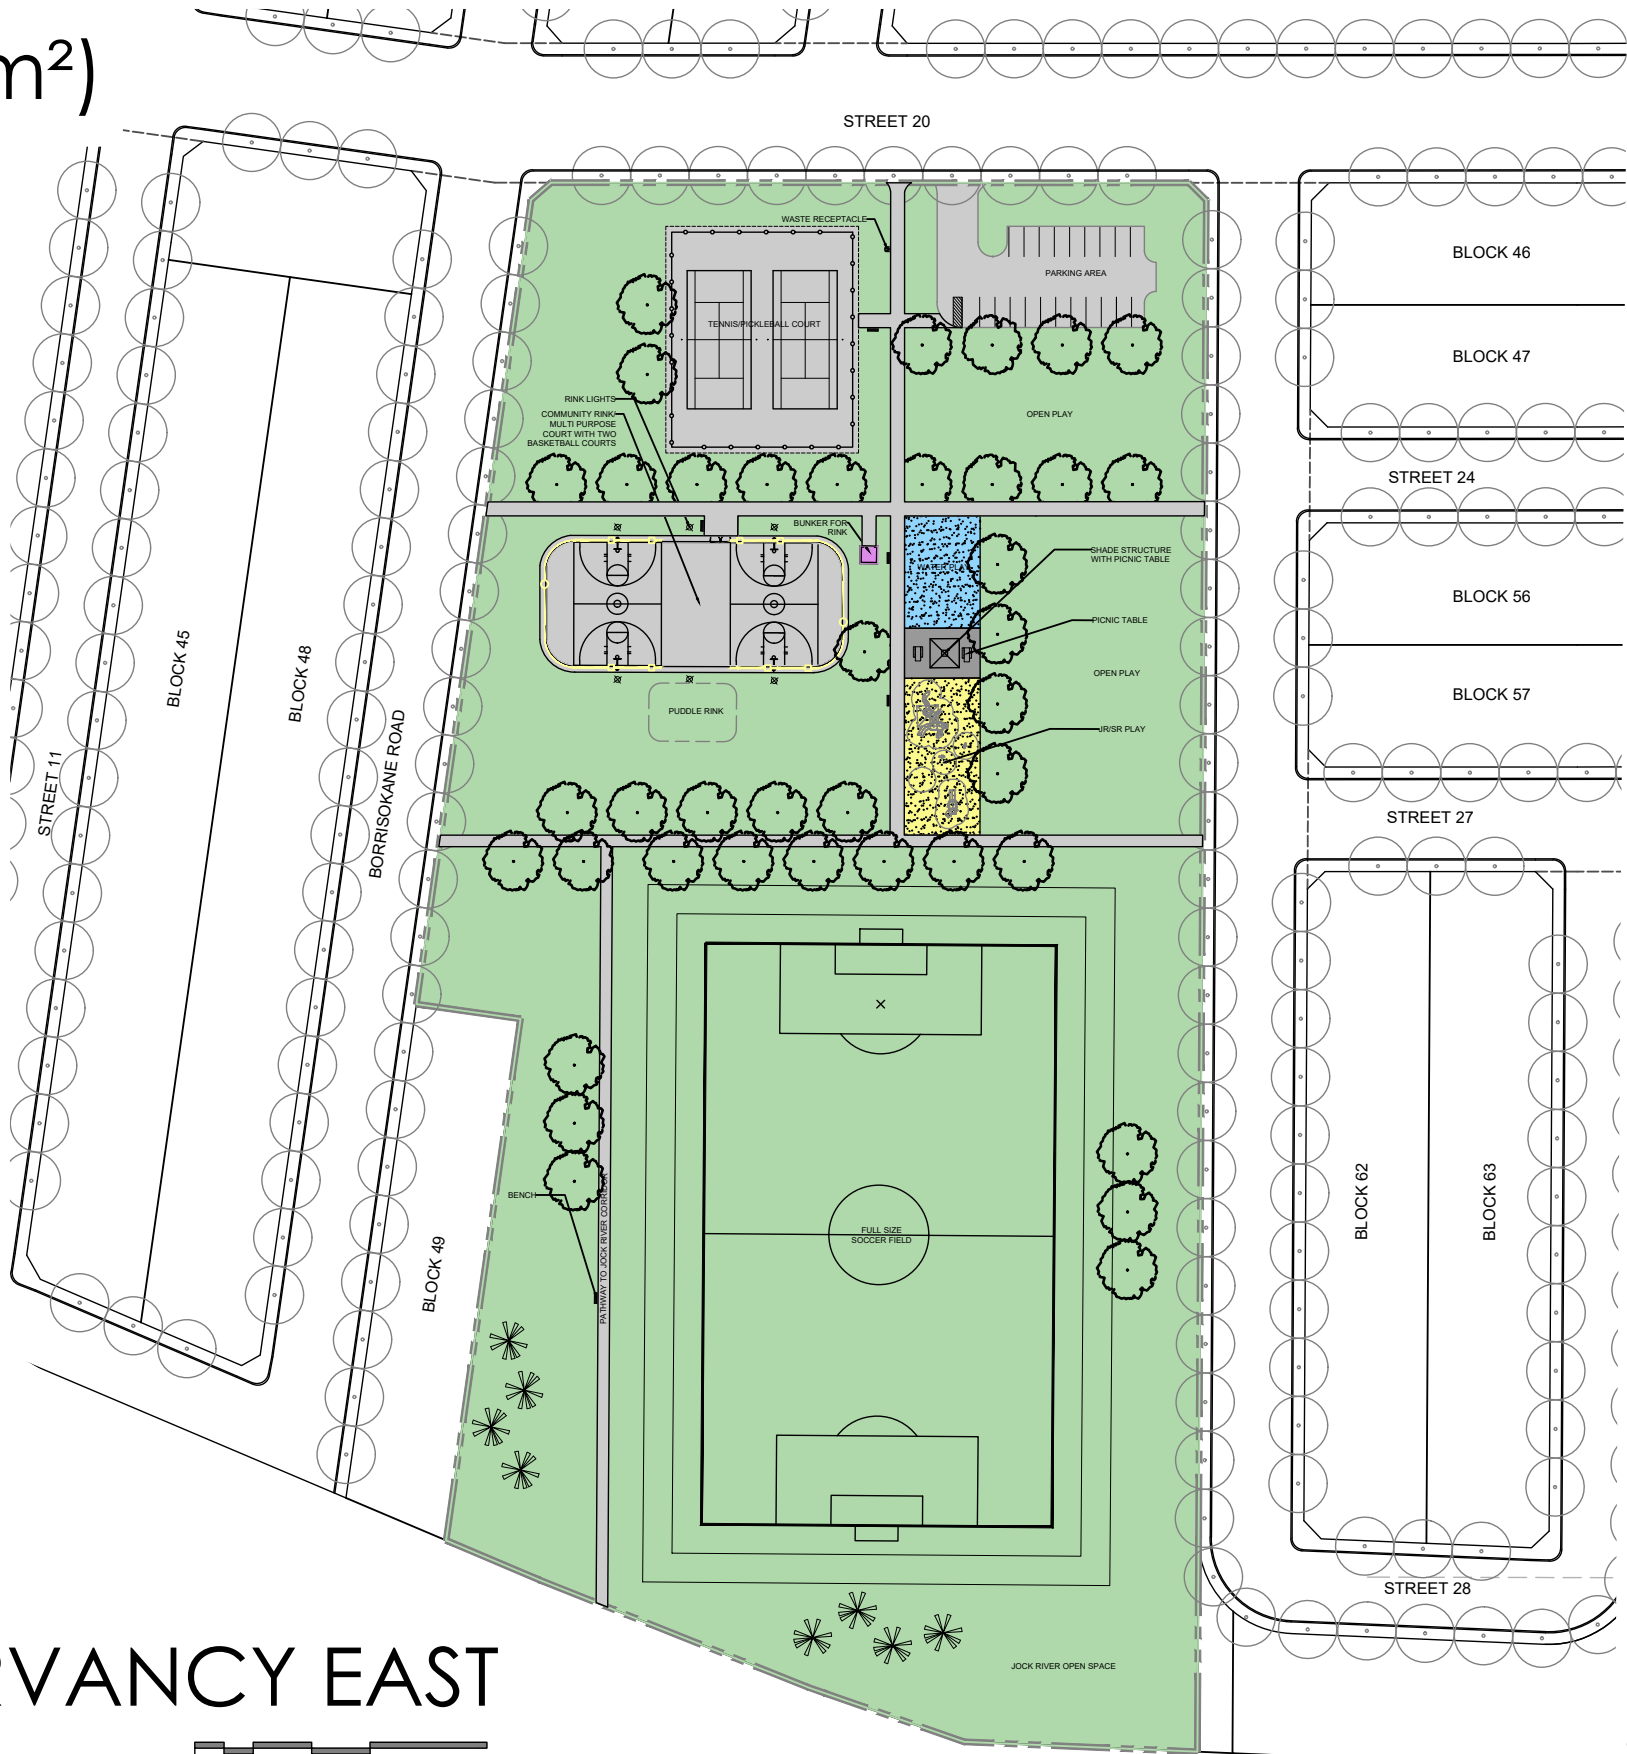 m²)
STREET 20
WASTE RECEPTACLE
PARKING AREA
BLOCK 46
TENNIS/PICKLEBALL COURT
BLOCK 47
RINK LIGHTS
COMMUNITY RINK/
MULTI PURPOSE
COURT WITH TWO
BASKETBALL COURTS
OPEN PLAY
STREET 24
BUNKER FOR
RINK
WATER PLAY
SHADE STRUCTURE
WITH PICNIC TABLE
BLOCK 56
PICNIC TABLE
OPEN PLAY
BLOCK 57
BLOCK 45
BLOCK 48
PUDDLE RINK
JR/SR PLAY
STREET 11
BORRISOKANE ROAD
STREET 27
BENCH
PATHWAY TO JOCK RIVER CORRIDOR
FULL SIZE
SOCCER FIELD
BLOCK 62
BLOCK 63
BLOCK 49
STREET 28
JOCK RIVER OPEN SPACE
RVANCY EAST